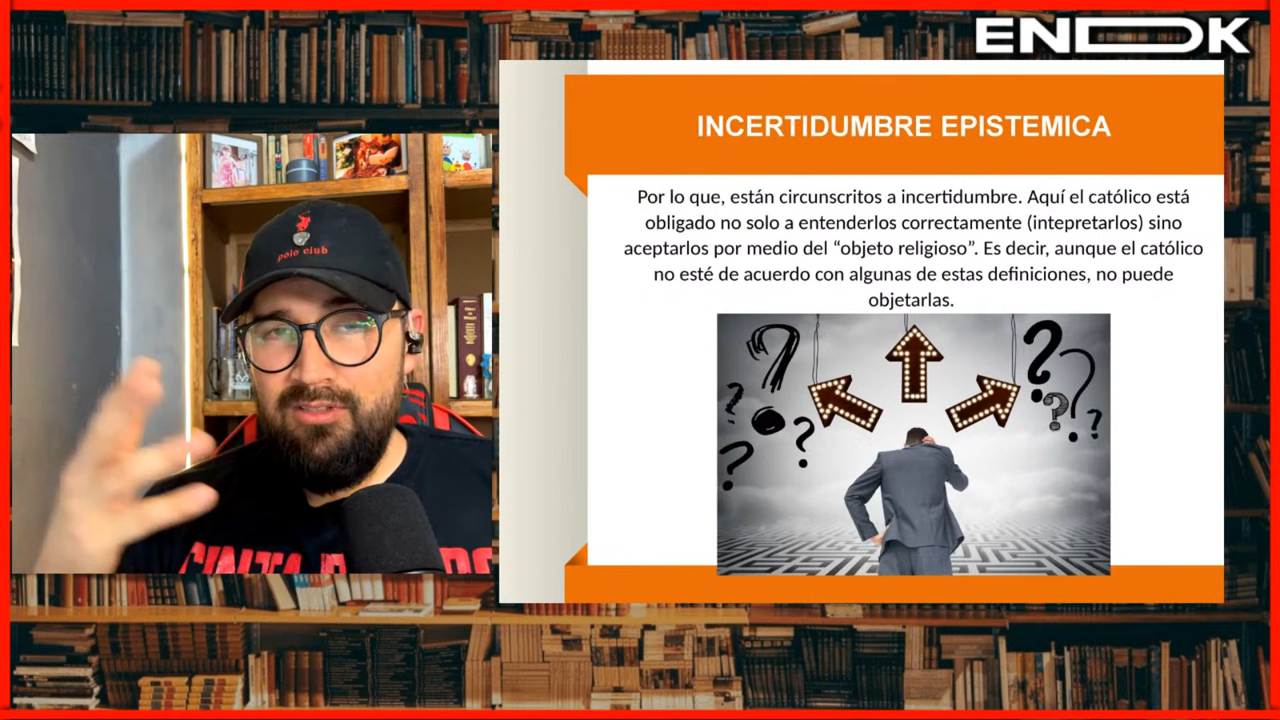 ENDK
INCERTIDUMBRE EPISTEMICA
Por lo que, están circunscritos a incertidumbre. Aquí el católico está
obligado no solo a entenderlos correctamente (intepretarlos) sino
aceptarlos por medio del “objeto religioso”. Es decir, aunque el católico
no esté de acuerdo con algunas de estas definiciones, no puede
objetarlas.
polo club